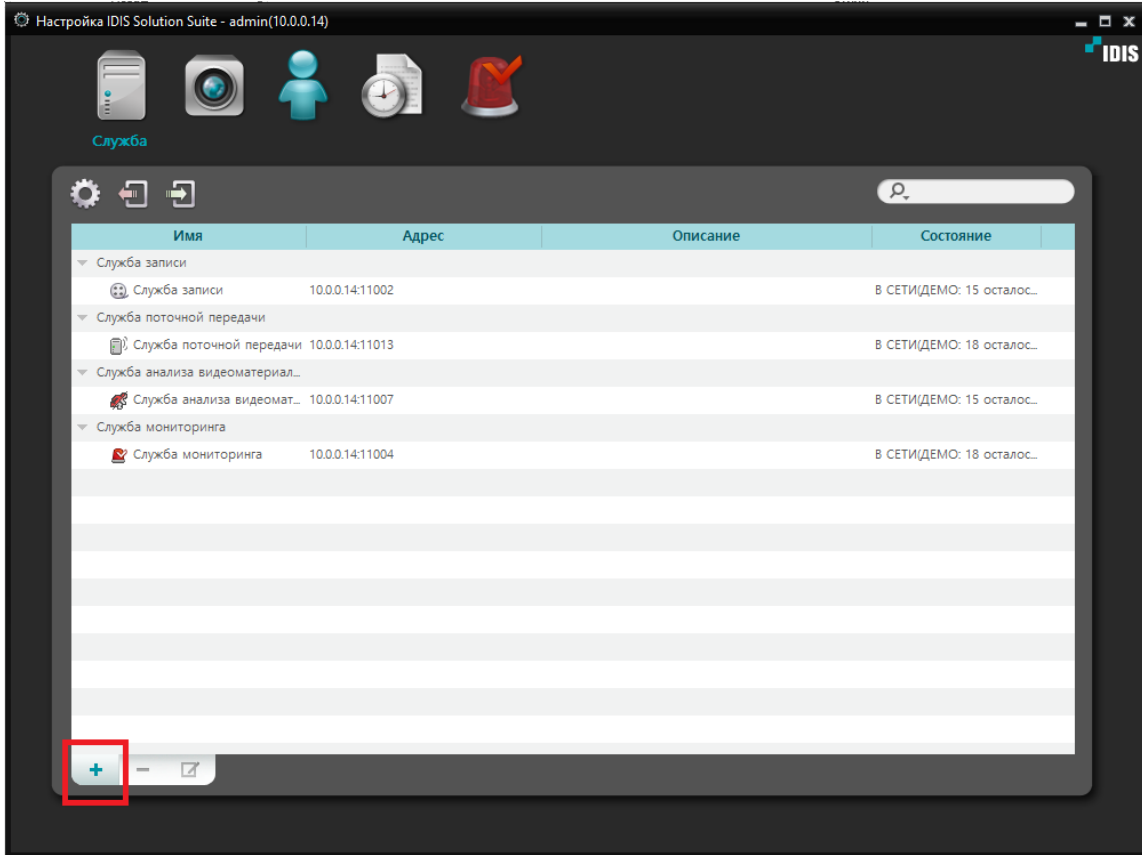 Настройка IDIS Solution Suite - admin(10.0.0.14)
IDIS
Служба
Имя Адрес Описание Состояние
Служба записи
Служба записи 10.0.0.14:11002 В СЕТИ(ДЕМО: 15 осталос...
Служба поточной передачи
Служба поточной передачи 10.0.0.14:11013 В СЕТИ(ДЕМО: 18 осталос...
Служба анализа видеоматериал...
Служба анализа видеомат... 10.0.0.14:11007 В СЕТИ(ДЕМО: 15 осталос...
Служба мониторинга
Служба мониторинга 10.0.0.14:11004 В СЕТИ(ДЕМО: 18 осталос...